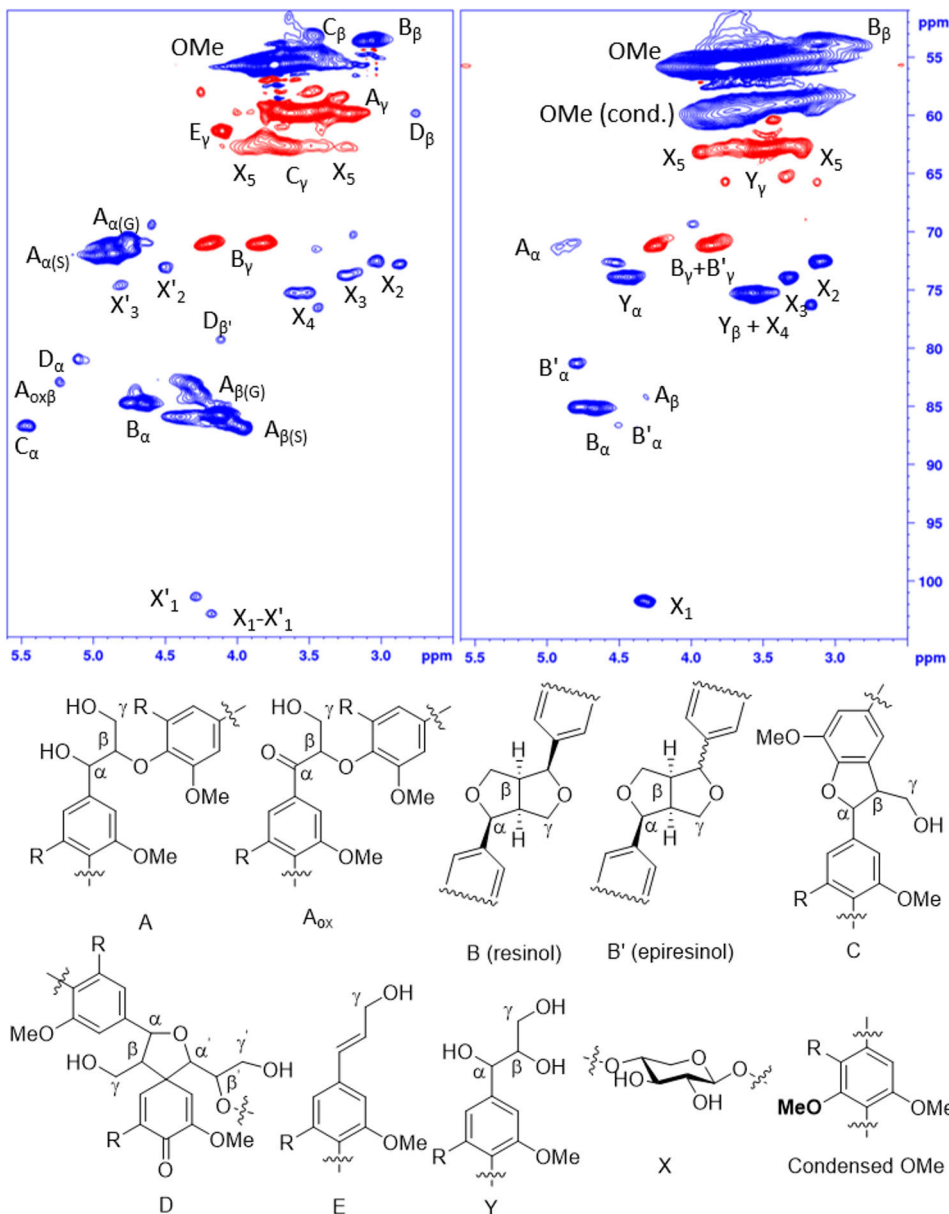 Cβ
Bβ
OMe
Aγ
Eγ
Dβ
X5
Cγ
X5
Aα(G)
Aα(S)
Bγ
X'2
X'3
X3
X2
X4
Dβ'
Dα
Aoxβ
Aβ(G)
Bα
Aβ(S)
Cα
X'1
X1-X'1
5.5 5.0 4.5 4.0 3.5 3.0 ppm
Bβ
OMe
OMe (cond.)
X5
X5
Yγ
Aα
Bγ+B'γ
Yα
X3
X2
Yβ + X4
B'α
Aβ
Bα
B'α
X1
5.0 4.5 4.0 3.5 3.0 ppm
ppm
55
60
65
70
75
80
85
90
95
100
HO
γ
R
HO
β
α
O
OMe
R
OMe
A
HO
γ
R
O
β
α
O
OMe
R
OMe
Aox
H
β
O
O
α
H
γ
B (resinol)
H
β
O
O
α
H
γ
B' (epiresinol)
MeO
O
γ
α
β
OH
R
OMe
C
R
MeO
α
O
HO
β
α'
γ'
OH
γ
β'
O
R
OMe
O
D
OH
γ
R
OMe
E
OH
γ
HO
α
β
OH
R
OMe
Y
O
O
HO
O
OH
X
R
MeO
OMe
Condensed OMe